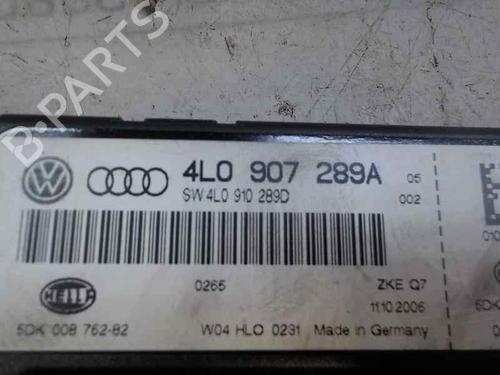 B-PARTS
4L0 907 289A 05
SW 4L0 910 289D 002
0265 ZKE Q7
HELLA 11.10.2006
5DK 008 762-82 W04 HLO 0231 Made in Germany